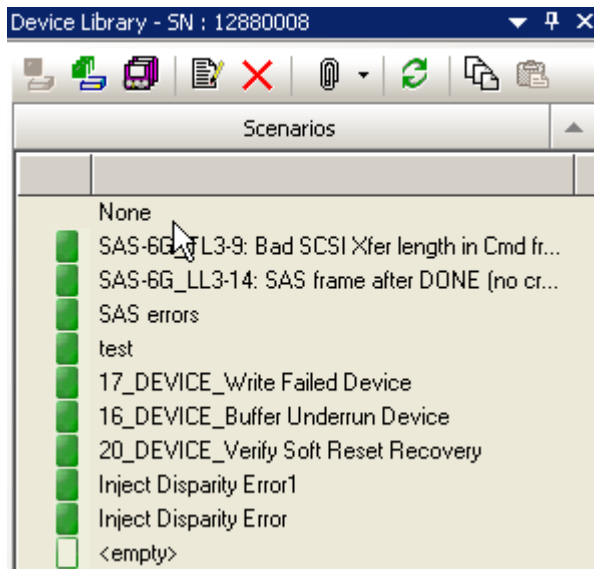 Device Library - SN : 12880008
Scenarios
None
SAS-6G_TL3-9: Bad SCSI Xfer length in Cmd fr...
SAS-6G_LL3-14: SAS frame after DONE (no cr...
SAS errors
test
17_DEVICE_Write Failed Device
16_DEVICE_Buffer Underrun Device
20_DEVICE_Verify Soft Reset Recovery
Inject Disparity Error1
Inject Disparity Error
<empty>